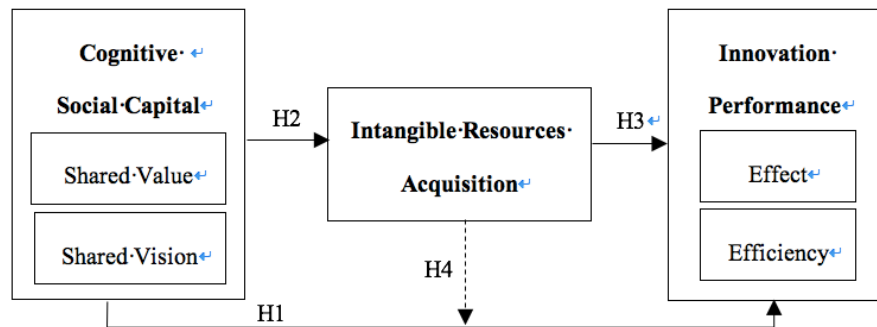 Cognitive· ↵
Social·Capital↵
Shared·Value↵
Shared·Vision↵
H2
Intangible·Resources·
Acquisition↵
H3↵
Innovation·
Performance↵
Effect↵
Efficiency↵
H4
H1